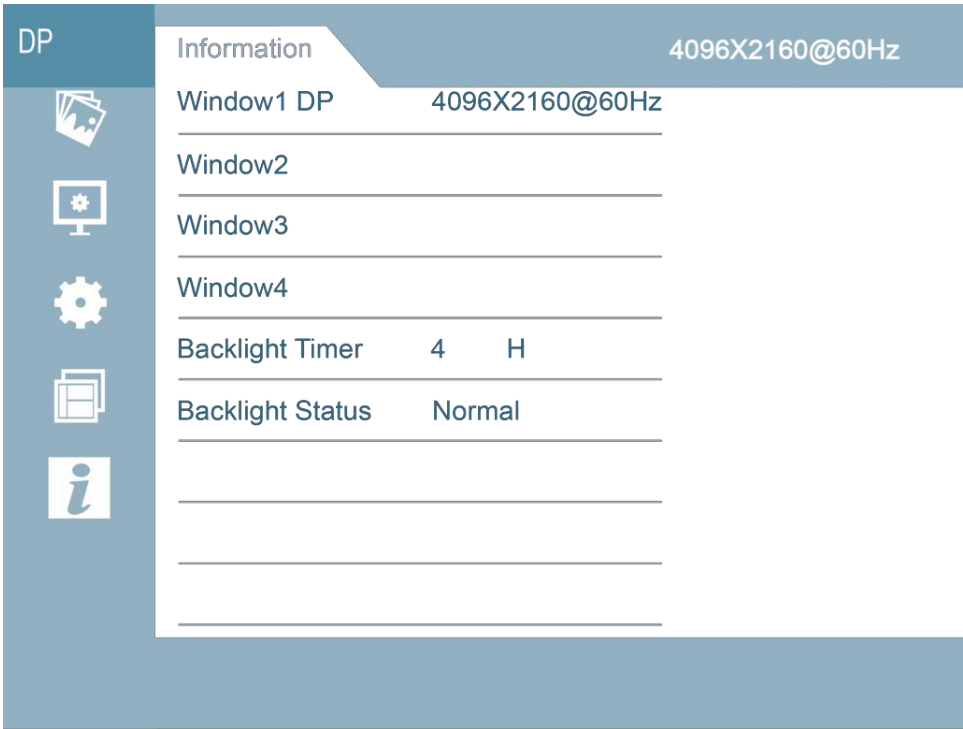 DP
Information 4096X2160@60Hz
Window1 DP 4096X2160@60Hz
Window2
Window3
Window4
Backlight Timer 4 H
Backlight Status Normal
i